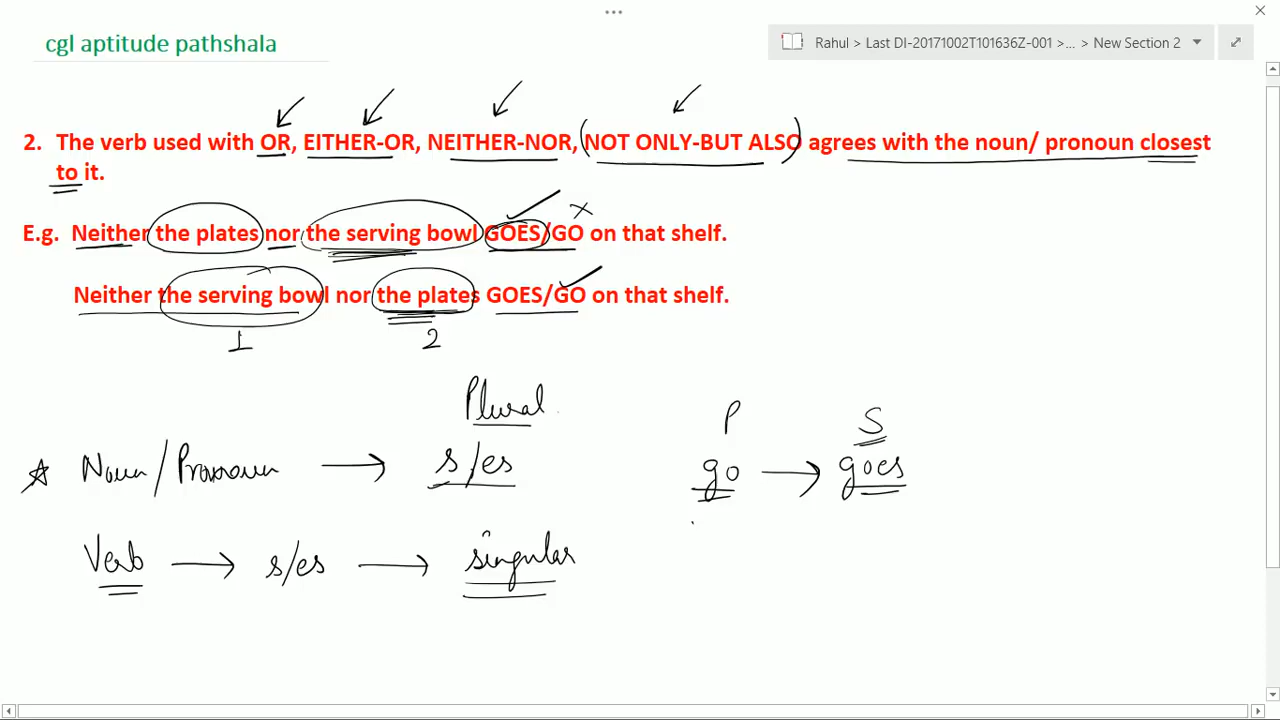 cgl aptitude pathshala
Rahul > Last DI-20171002T101636Z-001 >... > New Section 2
2. The verb used with OR, EITHER-OR, NEITHER-NOR, (NOT ONLY-BUT ALSO) agrees with the noun/ pronoun closest
to it.
E.g. Neither the plates nor the serving bowl GOES/GO on that shelf.
Neither the serving bowl nor the plates GOES/GO on that shelf.
1 2
Plural
P S
Noun/Pronoun → s/es
go → goes
Verb → s/es → singular